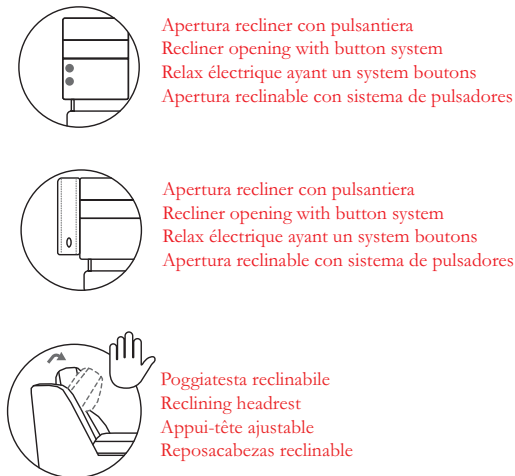 Apertura recliner con pulsantiera
Recliner opening with button system
Relax électrique ayant un system boutons
Apertura reclinable con sistema de pulsadores
Apertura recliner con pulsantiera
Recliner opening with button system
Relax électrique ayant un system boutons
Apertura reclinable con sistema de pulsadores
Poggiatesta reclinabile
Reclining headrest
Appui-tête ajustable
Reposacabezas reclinable